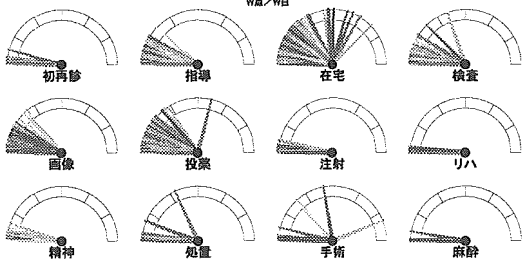 初再診 指導 在宅 検査
画像 投薬 注射 リハ
精神 処置 手術 麻酔